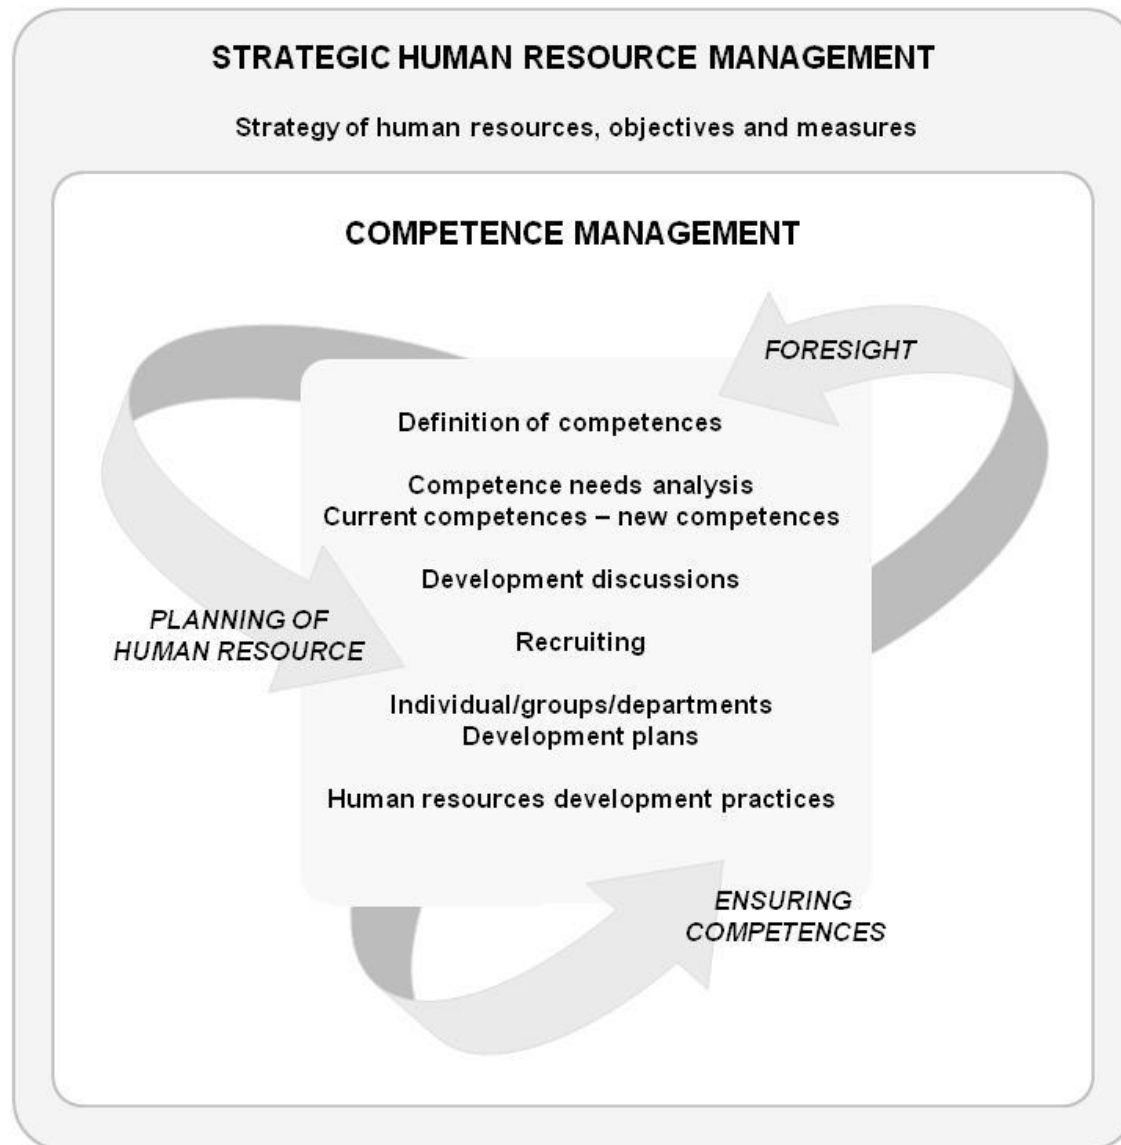 STRATEGIC HUMAN RESOURCE MANAGEMENT
Strategy of human resources, objectives and measures
COMPETENCE MANAGEMENT
FORESIGHT
Definition of competences
Competence needs analysis
Current competences – new competences
Development discussions
PLANNING OF
HUMAN RESOURCE
Recruiting
Individual/groups/departments
Development plans
Human resources development practices
ENSURING
COMPETENCES